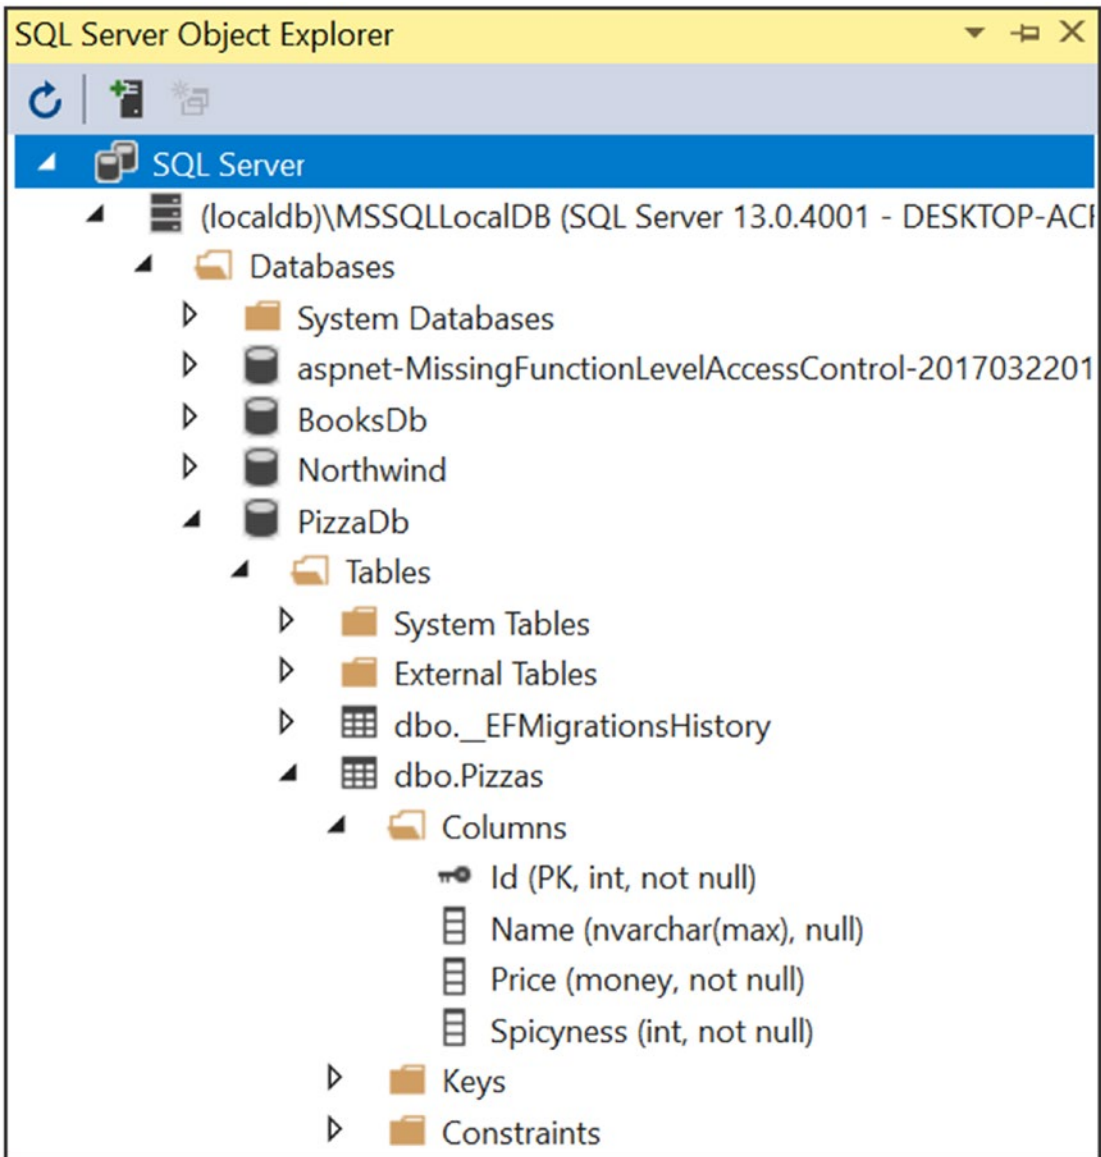 SQL Server Object Explorer
SQL Server
(localdb)\MSSQLLocalDB (SQL Server 13.0.4001 - DESKTOP-ACF
Databases
System Databases
aspnet-MissingFunctionLevelAccessControl-2017032201
BooksDb
Northwind
PizzaDb
Tables
System Tables
External Tables
dbo.__EFMigrationsHistory
dbo.Pizzas
Columns
Id (PK, int, not null)
Name (nvarchar(max), null)
Price (money, not null)
Spicyness (int, not null)
Keys
Constraints